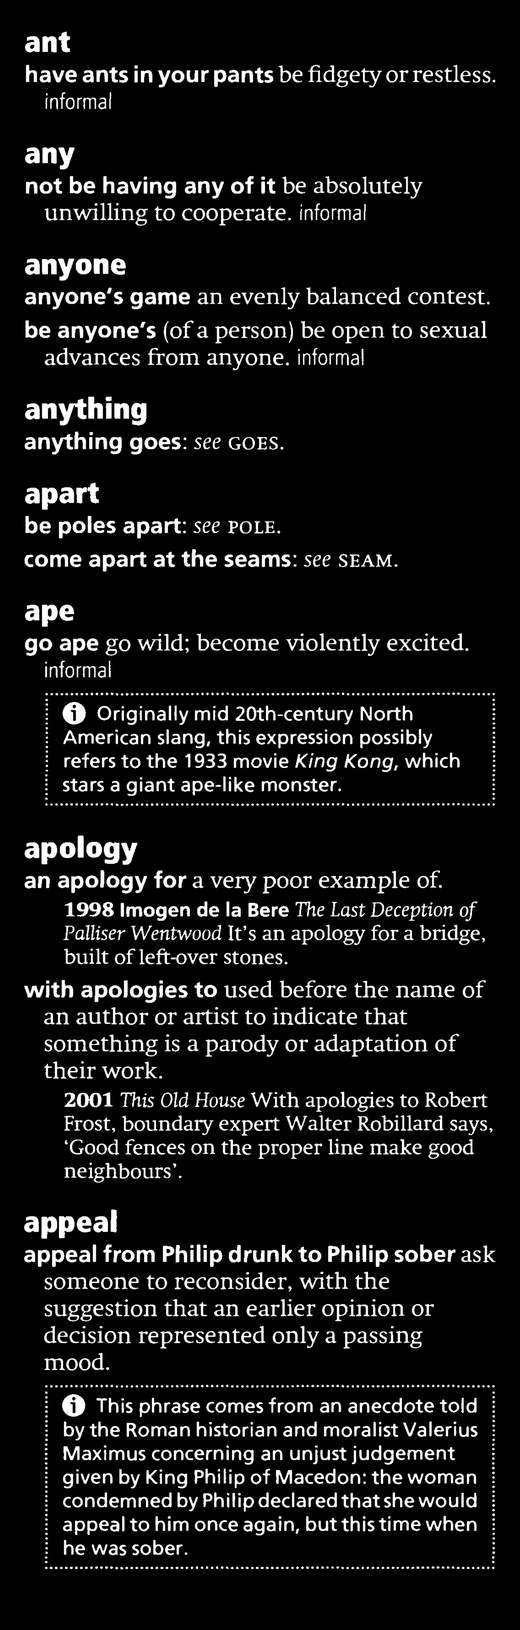 ant
have ants in your pants be fidgety or restless.
informal
any
not be having any of it be absolutely
unwilling to cooperate. informal
anyone
anyone's game an evenly balanced contest.
be anyone's (of a person) be open to sexual
advances from anyone. informal
anything
anything goes: see GOES.
apart
be poles apart: see POLE.
come apart at the seams: see SEAM.
ape
go ape go wild; become violently excited.
informal
i Originally mid 20th-century North
American slang, this expression possibly
refers to the 1933 movie King Kong, which
stars a giant ape-like monster.
apology
an apology for a very poor example of.
1998 Imogen de la Bere The Last Deception of
Palliser Wentwood It's an apology for a bridge,
built of left-over stones.
with apologies to used before the name of
an author or artist to indicate that
something is a parody or adaptation of
their work.
2001 This Old House With apologies to Robert
Frost, boundary expert Walter Robillard says,
‘Good fences on the proper line make good
neighbours’.
appeal
appeal from Philip drunk to Philip sober ask
someone to reconsider, with the
suggestion that an earlier opinion or
decision represented only a passing
mood.
i This phrase comes from an anecdote told
by the Roman historian and moralist Valerius
Maximus concerning an unjust judgement
given by King Philip of Macedon: the woman
condemned by Philip declared that she would
appeal to him once again, but this time when
he was sober.